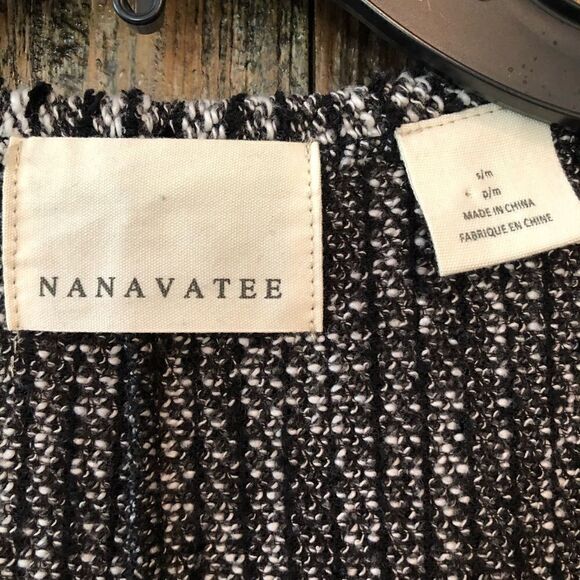 NANAVATEE
s/m
p/m
MADE IN CHINA
FABRIQUE EN CHINE